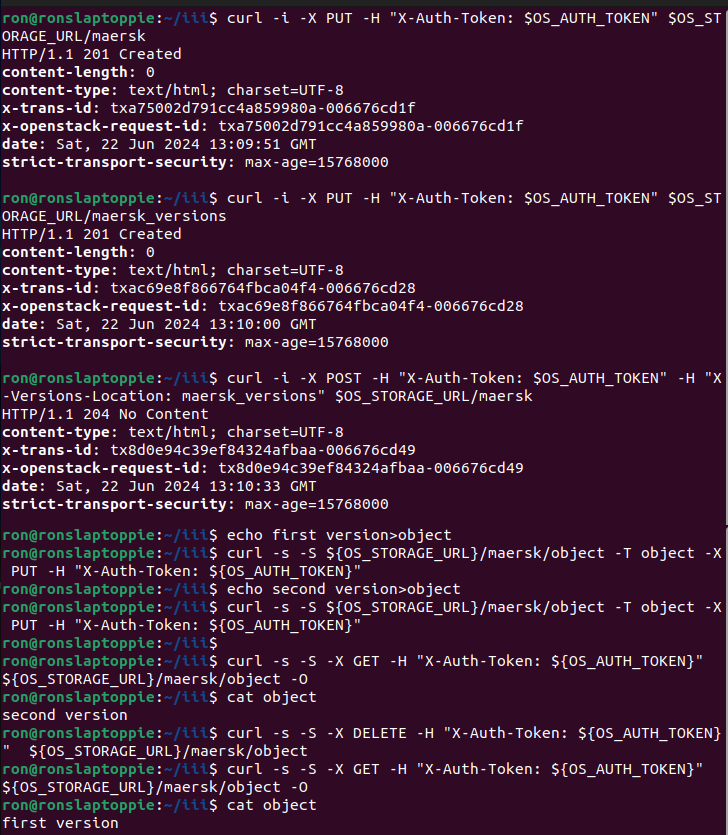 ron@ronslaptoppie:~/iii$ curl -i -X PUT -H "X-Auth-Token: $OS_AUTH_TOKEN" $OS_ST
ORAGE_URL/maersk
HTTP/1.1 201 Created
content-length: 0
content-type: text/html; charset=UTF-8
x-trans-id: txa75002d791cc4a859980a-006676cd1f
x-openstack-request-id: txa75002d791cc4a859980a-006676cd1f
date: Sat, 22 Jun 2024 13:09:51 GMT
strict-transport-security: max-age=15768000

ron@ronslaptoppie:~/iii$ curl -i -X PUT -H "X-Auth-Token: $OS_AUTH_TOKEN" $OS_ST
ORAGE_URL/maersk_versions
HTTP/1.1 201 Created
content-length: 0
content-type: text/html; charset=UTF-8
x-trans-id: txac69e8f866764fbca04f4-006676cd28
x-openstack-request-id: txac69e8f866764fbca04f4-006676cd28
date: Sat, 22 Jun 2024 13:10:00 GMT
strict-transport-security: max-age=15768000

ron@ronslaptoppie:~/iii$ curl -i -X POST -H "X-Auth-Token: $OS_AUTH_TOKEN" -H "X
-Versions-Location: maersk_versions" $OS_STORAGE_URL/maersk
HTTP/1.1 204 No Content
content-type: text/html; charset=UTF-8
x-trans-id: tx8d0e94c39ef84324afbaa-006676cd49
x-openstack-request-id: tx8d0e94c39ef84324afbaa-006676cd49
date: Sat, 22 Jun 2024 13:10:33 GMT
strict-transport-security: max-age=15768000
ron@ronslaptoppie:~/iii$ echo first version>object
ron@ronslaptoppie:~/iii$ curl -s -S ${OS_STORAGE_URL}/maersk/object -T object -X
 PUT -H "X-Auth-Token: ${OS_AUTH_TOKEN}"
ron@ronslaptoppie:~/iii$ echo second version>object
ron@ronslaptoppie:~/iii$ curl -s -S ${OS_STORAGE_URL}/maersk/object -T object -X
 PUT -H "X-Auth-Token: ${OS_AUTH_TOKEN}"
ron@ronslaptoppie:~/iii$
ron@ronslaptoppie:~/iii$ curl -s -S -X GET -H "X-Auth-Token: ${OS_AUTH_TOKEN}"
${OS_STORAGE_URL}/maersk/object -O
ron@ronslaptoppie:~/iii$ cat object
second version
ron@ronslaptoppie:~/iii$ curl -s -S -X DELETE -H "X-Auth-Token: ${OS_AUTH_TOKEN}
"  ${OS_STORAGE_URL}/maersk/object
ron@ronslaptoppie:~/iii$ curl -s -S -X GET -H "X-Auth-Token: ${OS_AUTH_TOKEN}"
${OS_STORAGE_URL}/maersk/object -O
ron@ronslaptoppie:~/iii$ cat object
first version